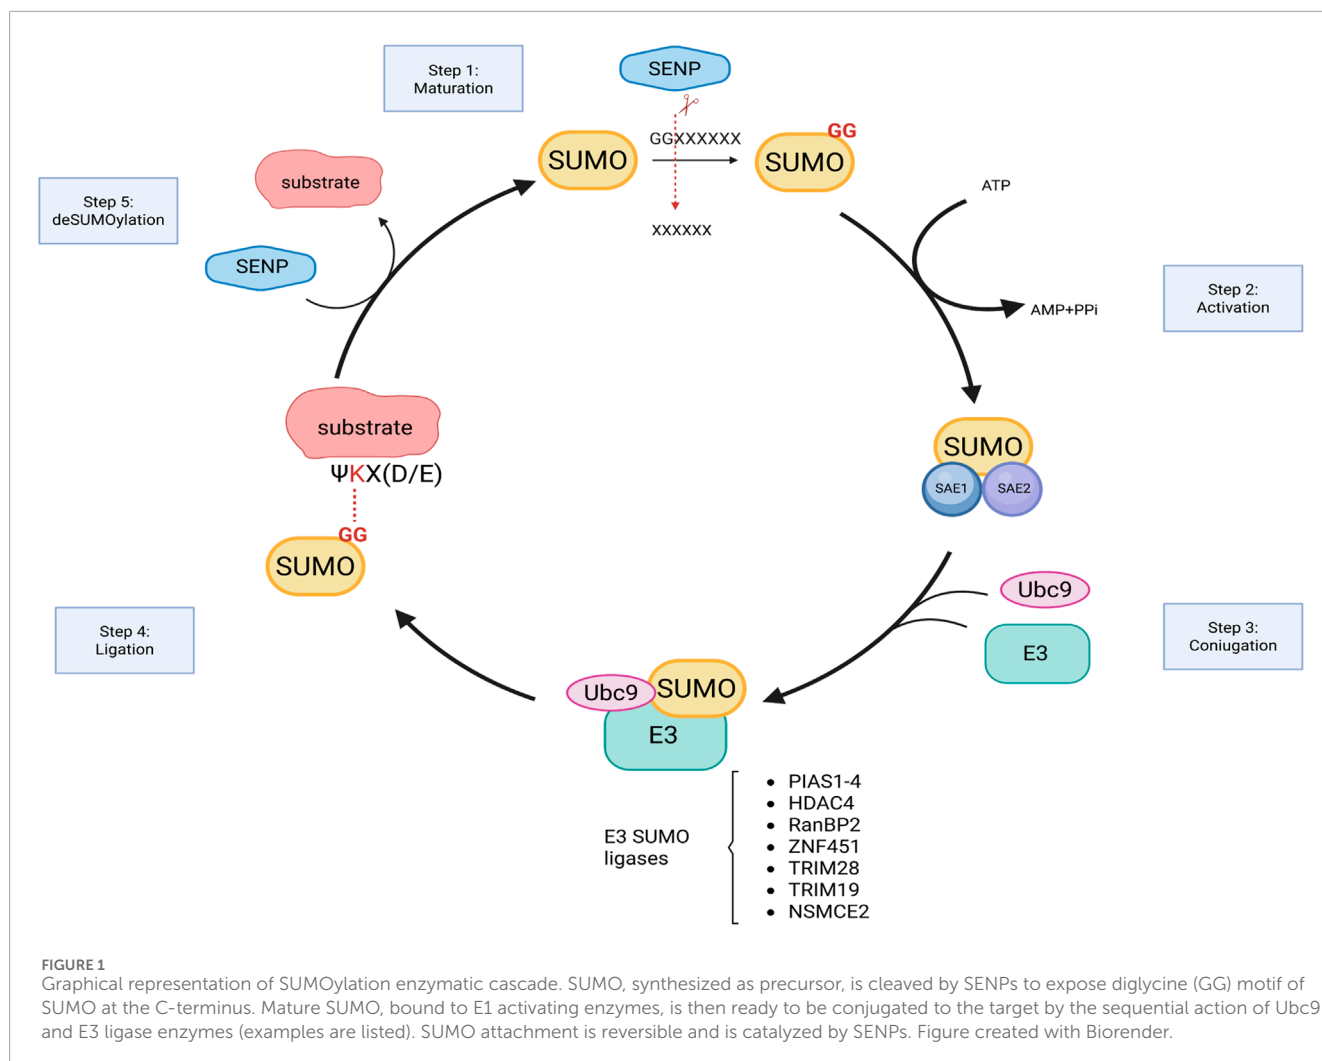 Step 1:
Maturation
SENP
GGXXXXXX
SUMO
GG
SUMO
XXXXXX
ATP
AMP+PPi
Step 2:
Activation
SUMO
SAE1
SAE2
Ubc9
E3
Step 3:
Coniugation
Ubc9
SUMO
E3
E3 SUMO
ligases
• PIAS1-4
• HDAC4
• RanBP2
• ZNF451
• TRIM28
• TRIM19
• NSMCE2
Step 4:
Ligation
substrate
ΨKX(D/E)
GG
SUMO
Step 5:
deSUMOylation
SENP
substrate
FIGURE 1
Graphical representation of SUMOylation enzymatic cascade. SUMO, synthesized as precursor, is cleaved by SENPs to expose diglycine (GG) motif of
SUMO at the C-terminus. Mature SUMO, bound to E1 activating enzymes, is then ready to be conjugated to the target by the sequential action of Ubc9
and E3 ligase enzymes (examples are listed). SUMO attachment is reversible and is catalyzed by SENPs. Figure created with Biorender.